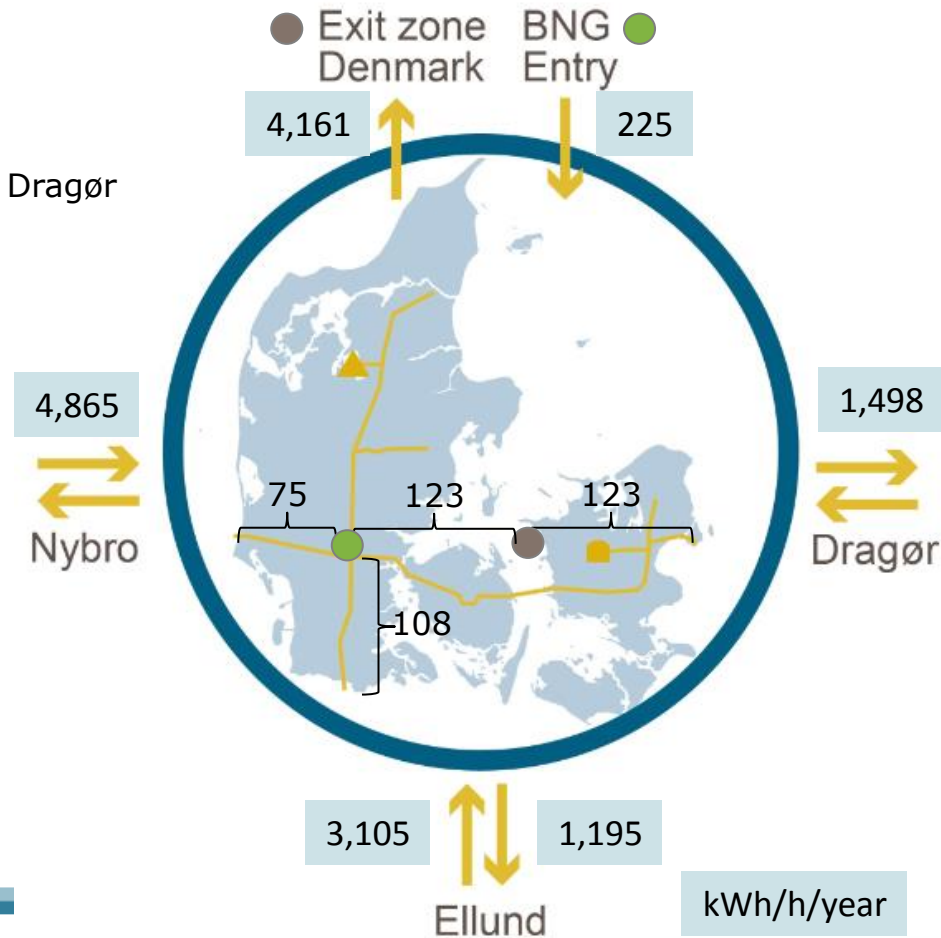 Exit zone
Denmark
BNG
Entry
4,161
225
Dragør
4,865
1,498
75
123
123
Nybro
Dragør
108
3,105
1,195
Ellund
kWh/h/year